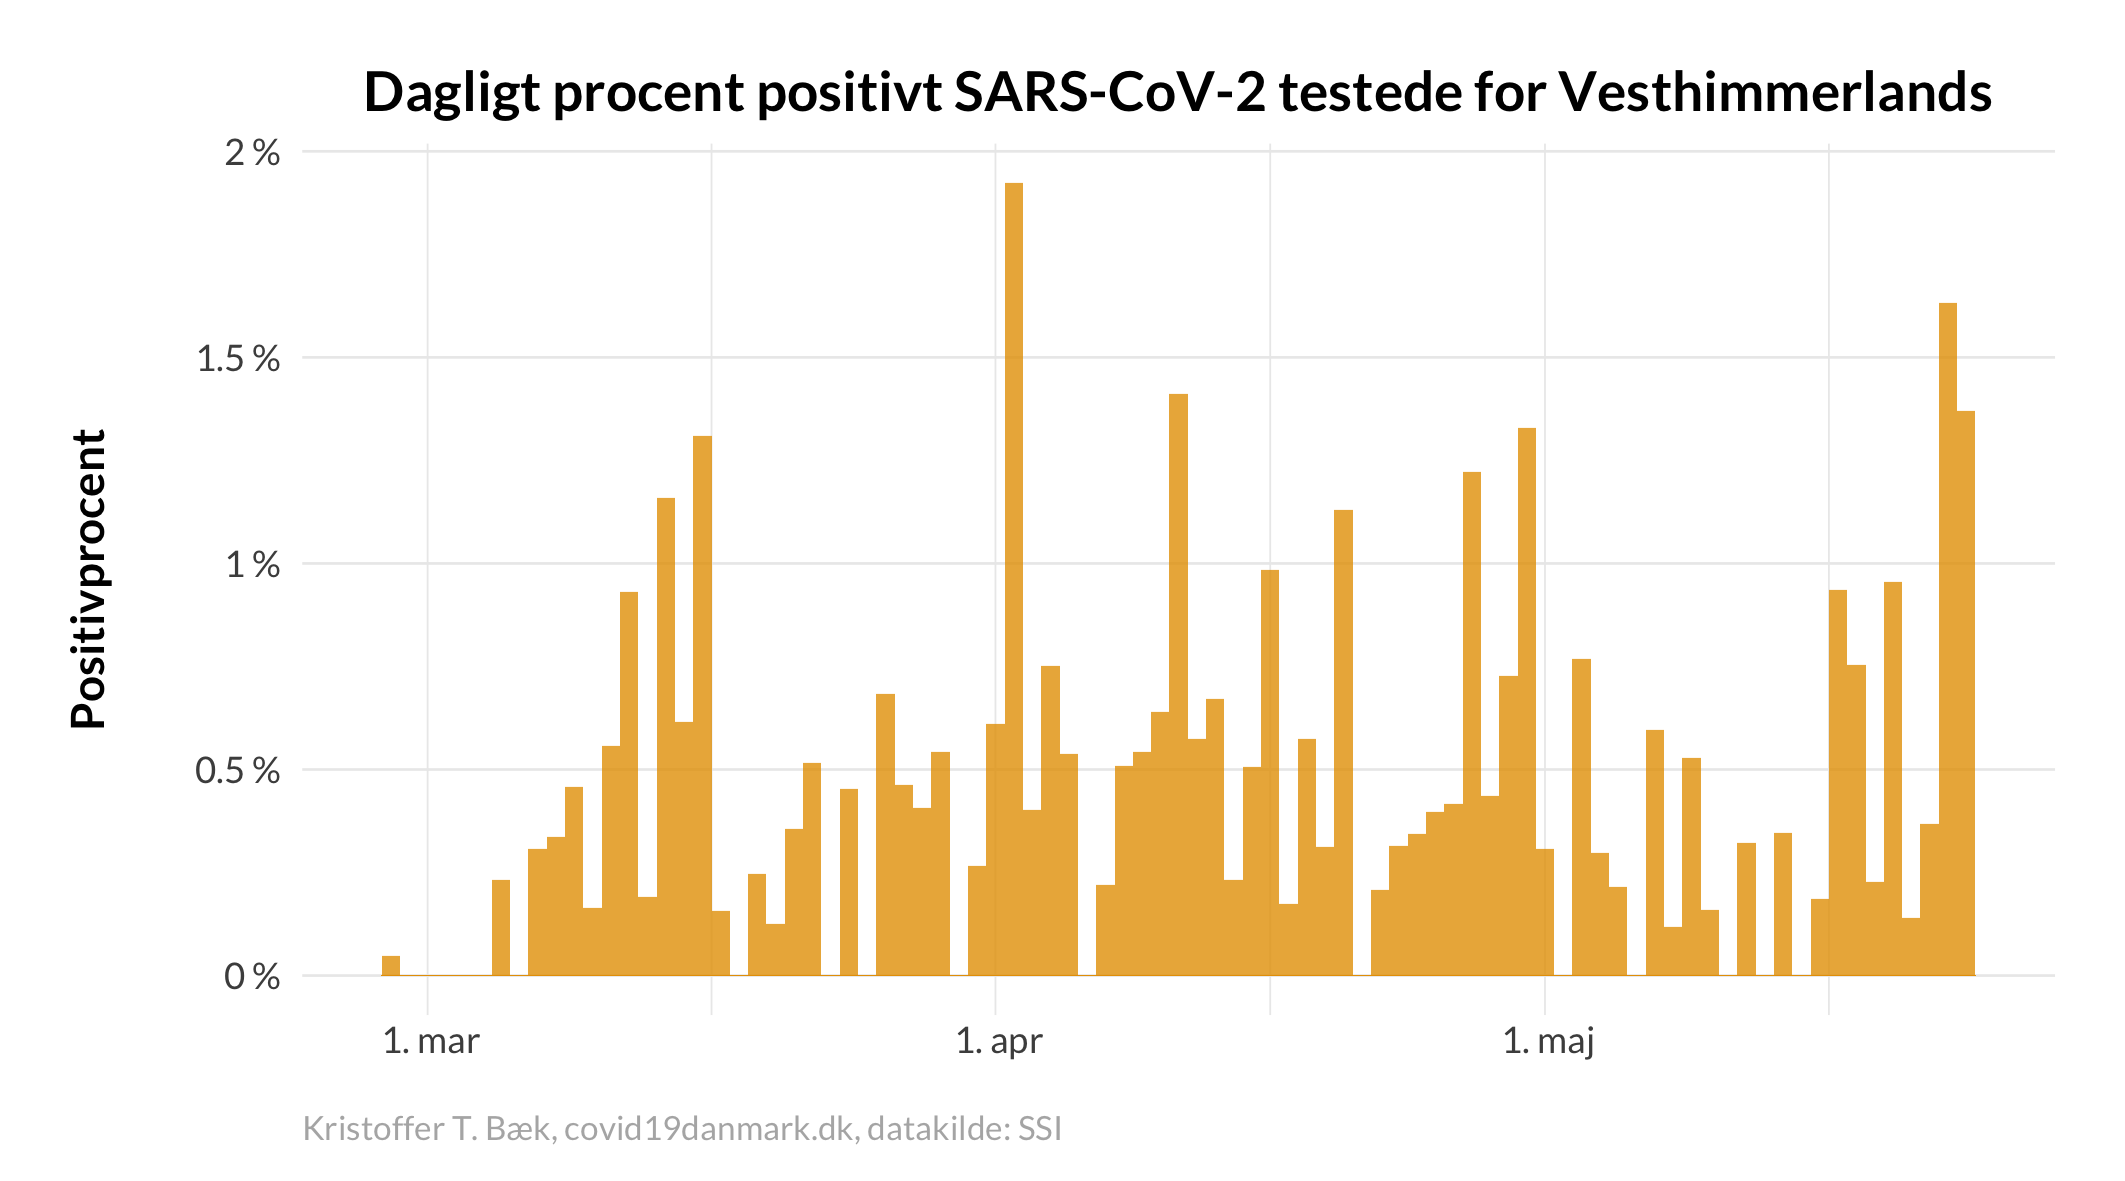 Dagligt procent positivt SARS-CoV-2 testede for Vesthimmerlands
Positivprocent
2 %
1.5 %
1 %
0.5 %
0 %
1. mar
1. apr
1. maj
Kristoffer T. Bæk, covid19danmark.dk, datakilde: SSI